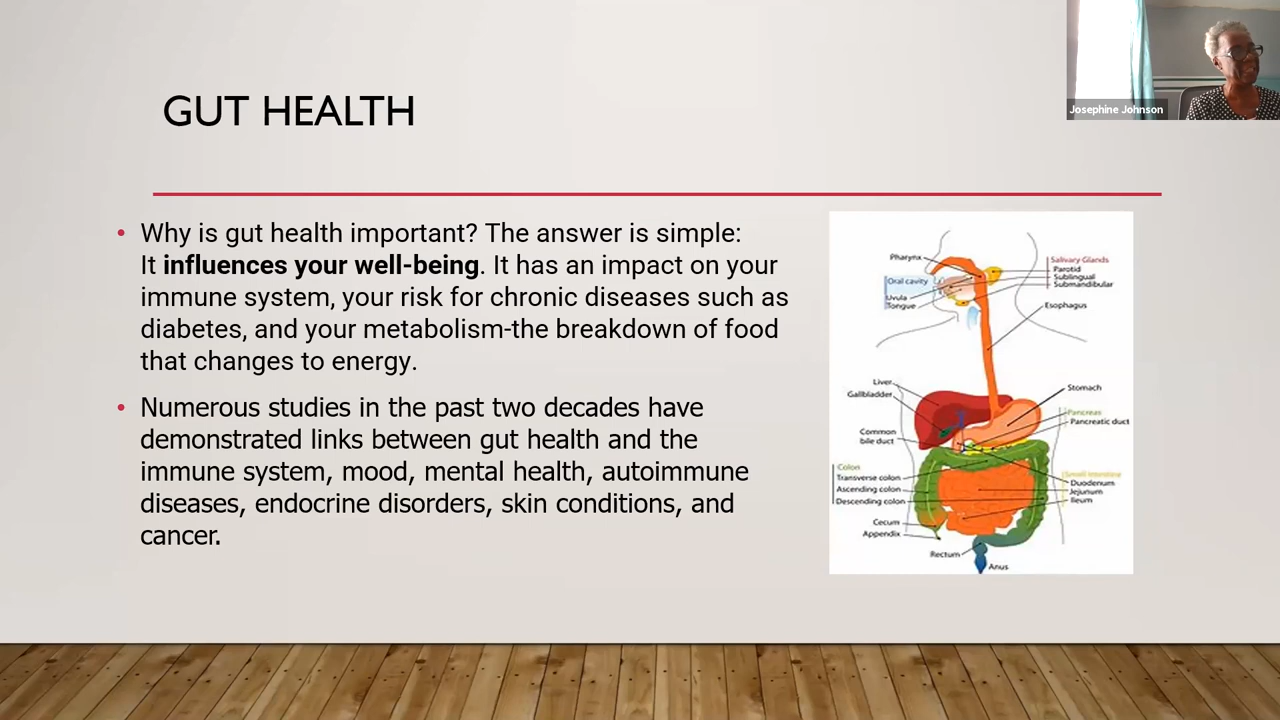 Josephine Johnson
GUT HEALTH
• Why is gut health important? The answer is simple:
It influences your well-being. It has an impact on your
immune system, your risk for chronic diseases such as
diabetes, and your metabolism-the breakdown of food
that changes to energy.
• Numerous studies in the past two decades have
demonstrated links between gut health and the
immune system, mood, mental health, autoimmune
diseases, endocrine disorders, skin conditions, and
cancer.
Pharynx
Oral cavity
Uvula
Tongue
Salivary Glands
Parotid
Sublingual
Submandibular
Esophagus
Liver
Gallbladder
Common
bile duct
Stomach
Pancreas
Pancreatic duct
Colon
Transverse colon
Ascending colon
Descending colon
Cecum
Appendix
Small Intestine
Duodenum
Jejunum
Ileum
Rectum
Anus